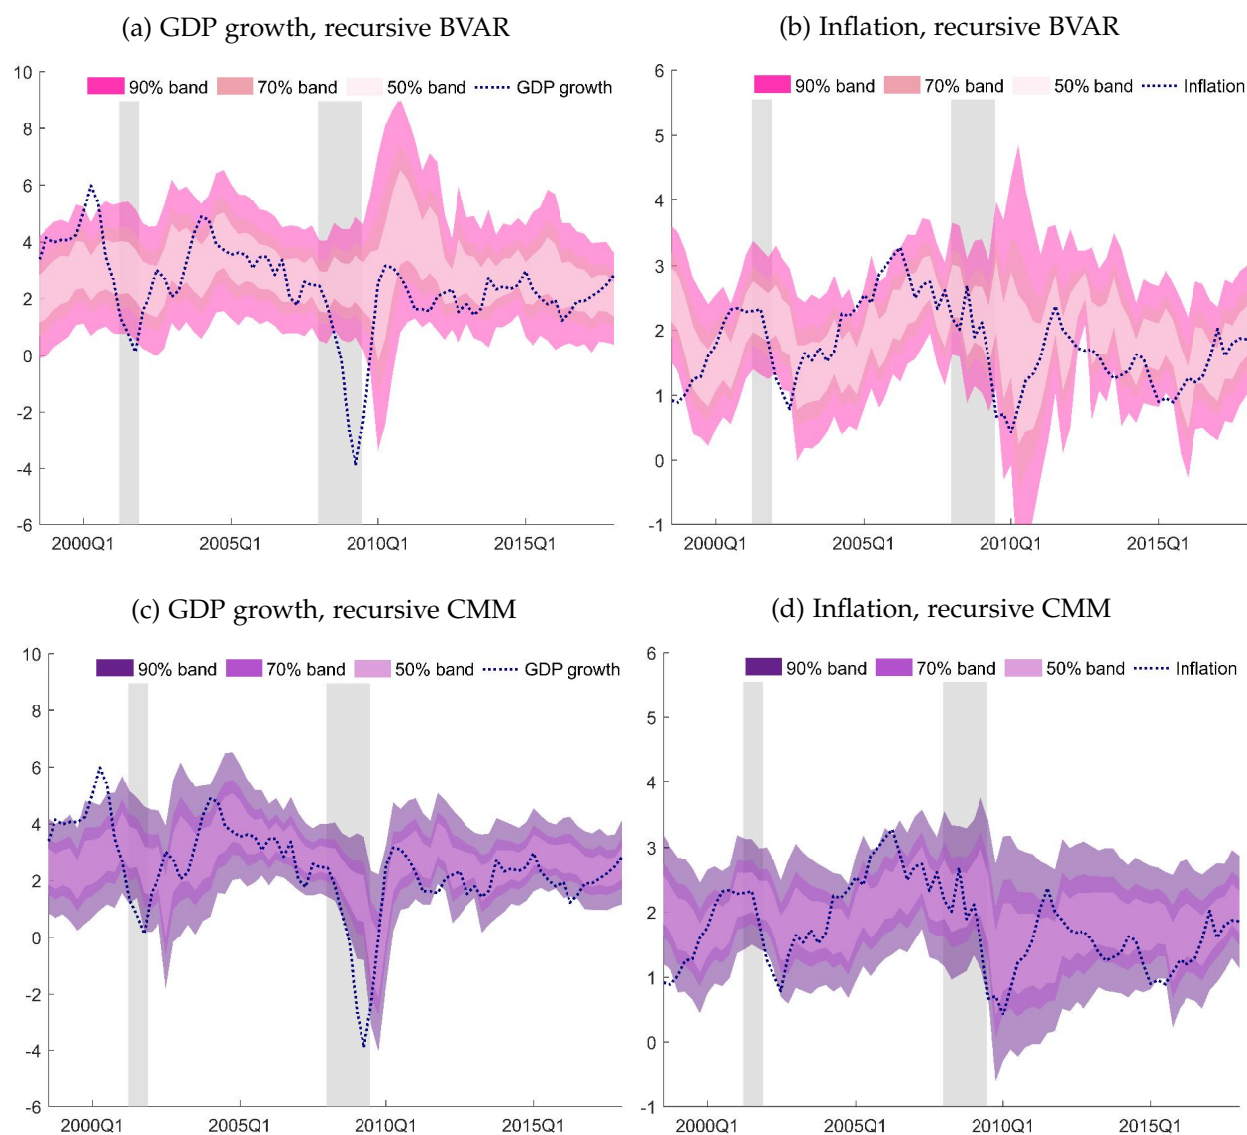 (a) GDP growth, recursive BVAR
(b) Inflation, recursive BVAR
90% band 70% band 50% band GDP growth
10
8
6
4
2
0
-2
-4
-6
2000Q1 2005Q1 2010Q1 2015Q1
90% band 70% band 50% band Inflation
6
5
4
3
2
1
0
-1
2000Q1 2005Q1 2010Q1 2015Q1
(c) GDP growth, recursive CMM
(d) Inflation, recursive CMM
90% band 70% band 50% band GDP growth
10
8
6
4
2
0
-2
-4
-6
2000Q1 2005Q1 2010Q1 2015Q1
90% band 70% band 50% band Inflation
6
5
4
3
2
1
0
-1
2000Q1 2005Q1 2010Q1 2015Q1